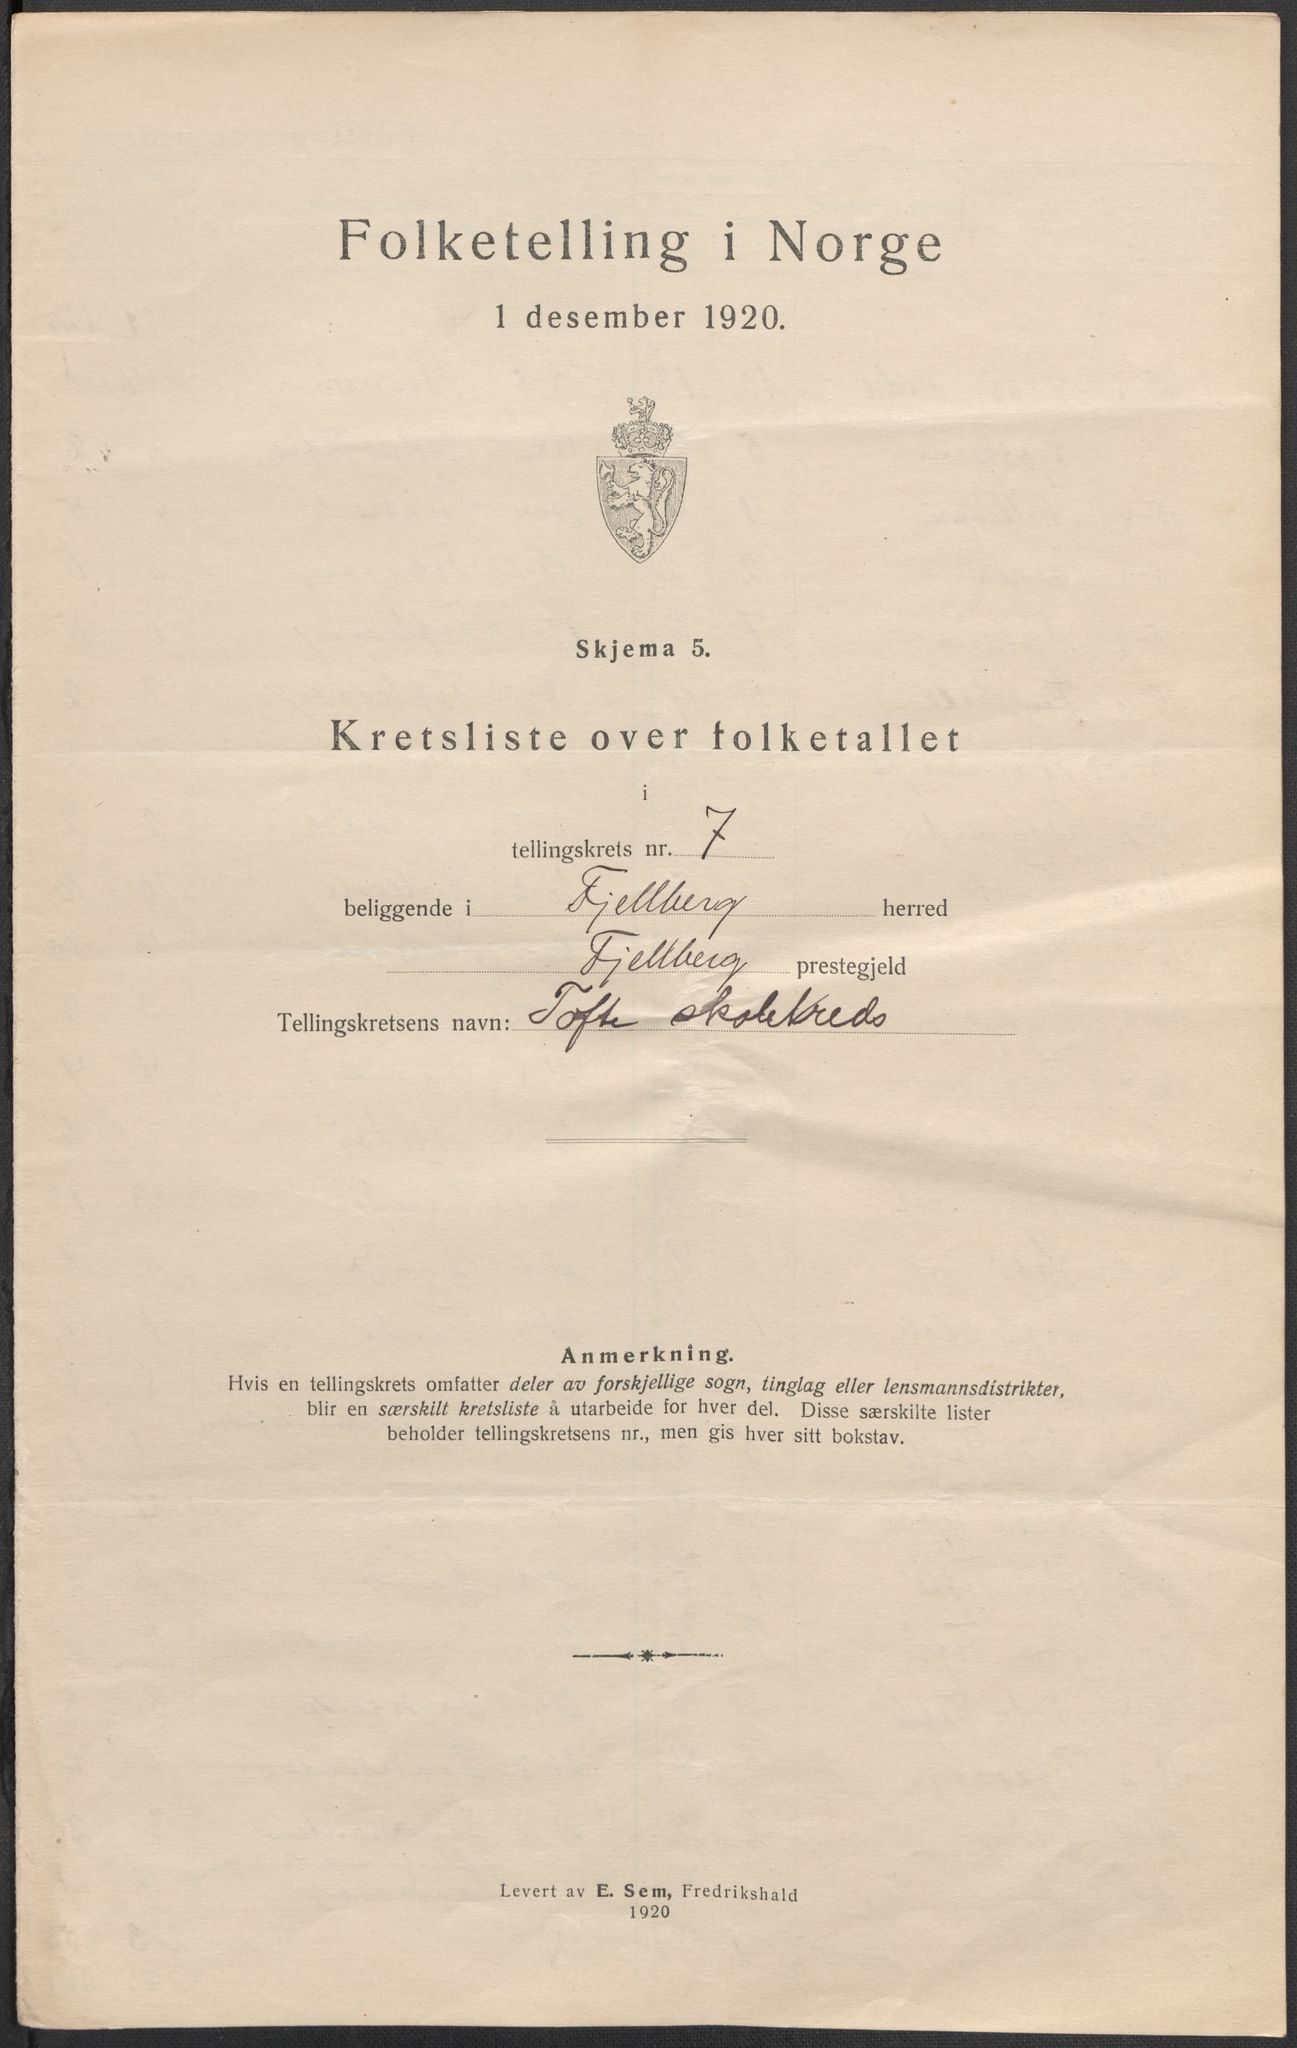 Folketelling i Norge
1 desember 1920.
Skjema 5.
Kretsliste over folketallet
i
tellingskrets nr. 7
beliggende i Fjellberg herred
Fjellberg prestegjeld
Tellingskretsens navn: Tofte skolekreds
Anmerkning.
Hvis en tellingskrets omfatter deler av forskjellige sogn, tinglag eller lensmannsdistrikter,
blir en særskilt kretsliste å utarbeide for hver del. Disse særskilte lister
beholder tellingskretsens nr., men gis hver sitt bokstav.
Levert av E. Sem, Fredrikshald
1920